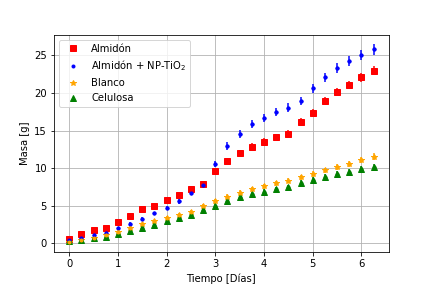 Almidón
Almidón + NP-TiO₂
Blanco
Celulosa
Masa [g]
25
20
15
10
5
0
0 1 2 3 4 5 6
Tiempo [Días]